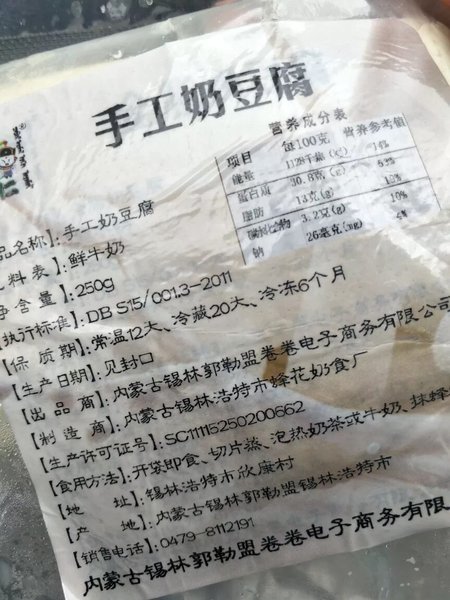 手工奶豆腐
营养成分表
项目 每100克 营养参考值
能量 1128千焦(kj) 14%
蛋白质 30.8克(g)
脂肪 13克(g)
碳水化合物 3.2克(g)
钠 26毫克(mg)
品名称】:手工奶豆腐
料表】:鲜牛奶
净含量】:250g
执行标准】:DB S15/001.3-2011
【保质期】:常温12天、冷藏20天、冷冻6个月
【生产日期】:见封口
【出品商】:内蒙古锡林郭勒盟卷卷电子商务有限公司
【制造商】:内蒙古锡林浩特市蜂花奶食厂
【生产许可证号】:SC11115250200662
【食用方法】:开袋即食、切片蒸、泡热奶茶或牛奶、抹蜂
【地址】:锡林浩特市欣康村
【产地】:内蒙古锡林郭勒盟锡林浩特市
【销售电话】:0479-8112191
内蒙古锡林郭勒盟卷卷电子商务有限